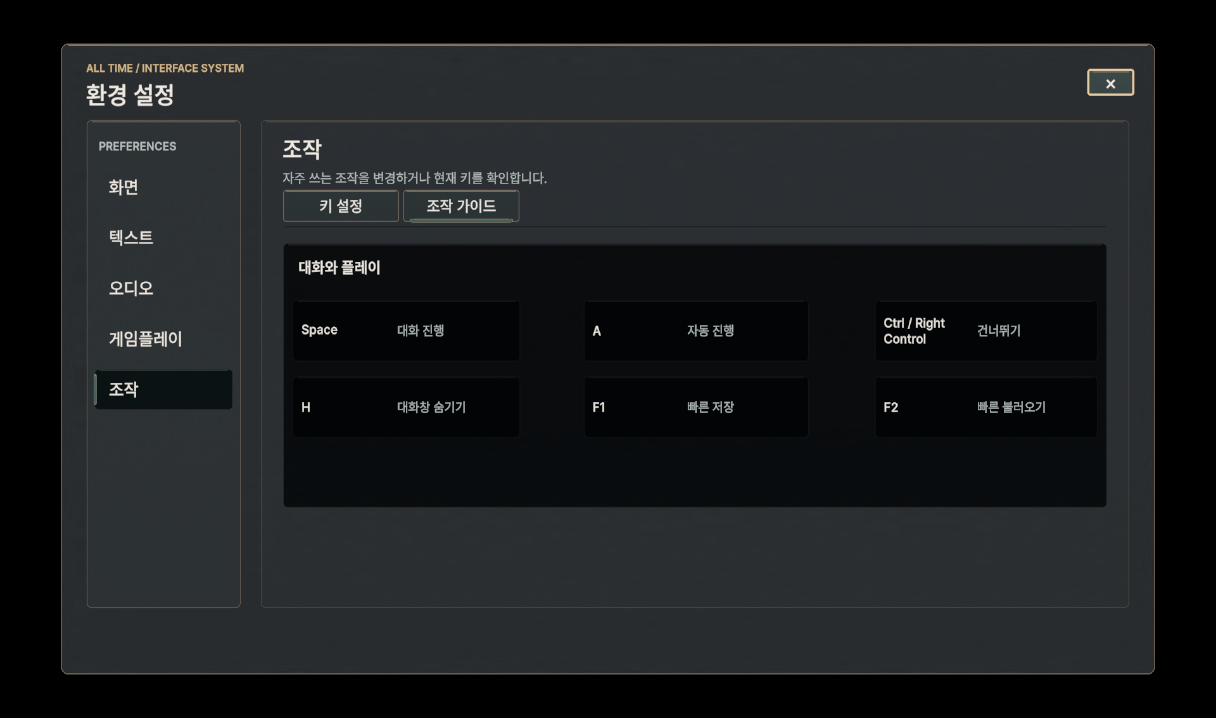 ALL TIME / INTERFACE SYSTEM
환경 설정
×
PREFERENCES
화면
텍스트
오디오
게임플레이
조작
조작
자주 쓰는 조작을 변경하거나 현재 키를 확인합니다.
키 설정
조작 가이드
대화와 플레이
Space 대화 진행
A 자동 진행
Ctrl / Right Control 건너뛰기
H 대화창 숨기기
F1 빠른 저장
F2 빠른 불러오기